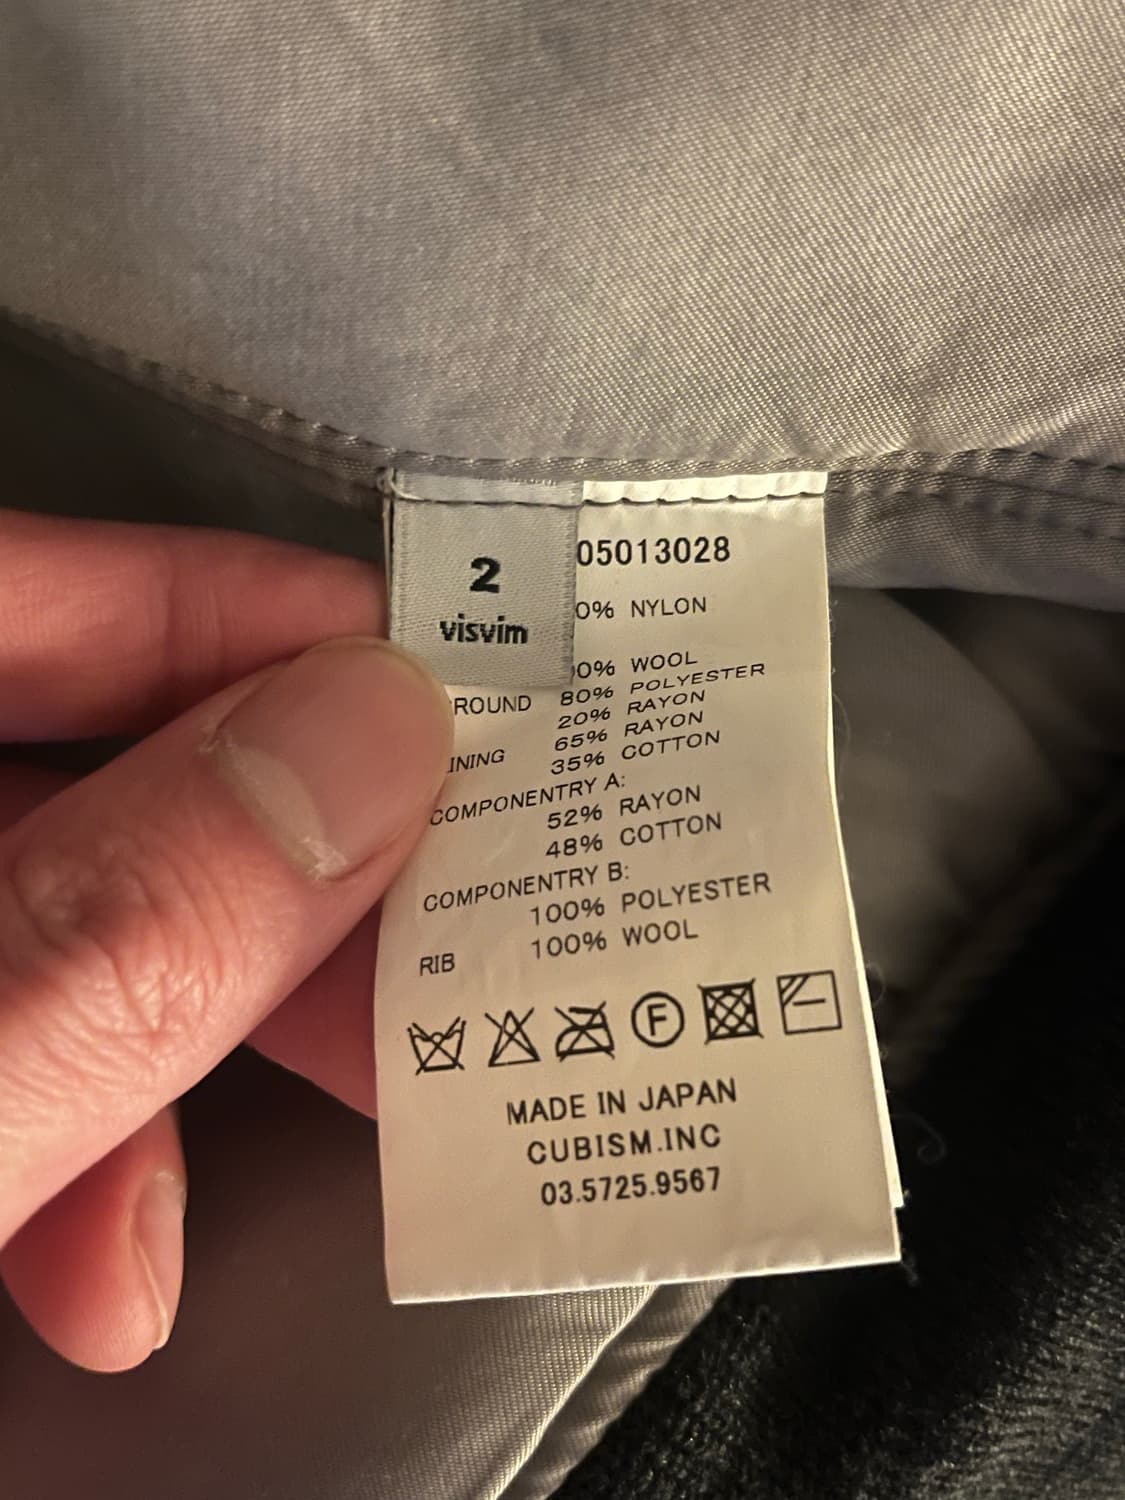 2
visvim
05013028
0% NYLON
00% WOOL
ROUND 80% POLYESTER
20% RAYON
INING 65% RAYON
35% COTTON
COMPONENTRY A:
52% RAYON
48% COTTON
COMPONENTRY B:
100% POLYESTER
RIB 100% WOOL
F
MADE IN JAPAN
CUBISM.INC
03.5725.9567